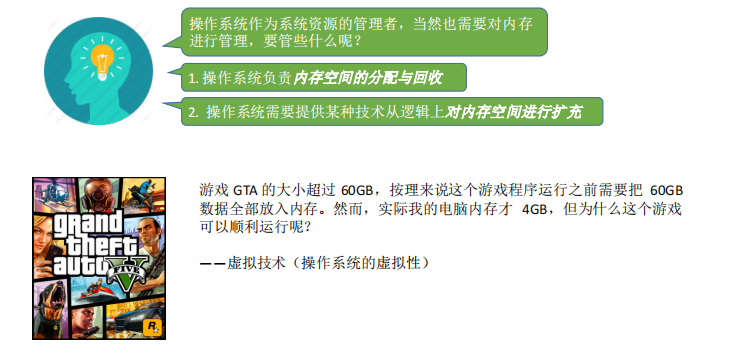 操作系统作为系统资源的管理者，当然也需要对内存
进行管理，要管些什么呢？
1. 操作系统负责内存空间的分配与回收
2. 操作系统需要提供某种技术从逻辑上对内存空间进行扩充
grand
theft
auto
V
FIVE
R
游戏 GTA 的大小超过 60GB，按理来说这个游戏程序运行之前需要把 60GB
数据全部放入内存。然而，实际我的电脑内存才 4GB，但为什么这个游戏
可以顺利运行呢？
——虚拟技术（操作系统的虚拟性）